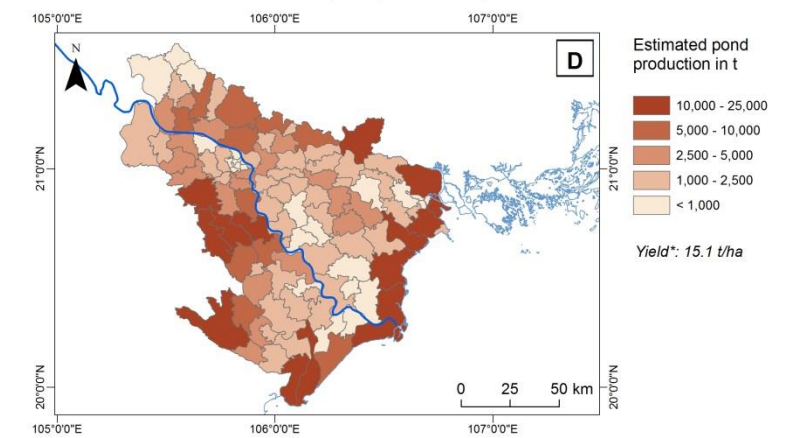 105°0'0"E
106°0'0"E
107°0'0"E
N
D
Estimated pond
production in t
10,000 - 25,000
5,000 - 10,000
2,500 - 5,000
1,000 - 2,500
< 1,000
Yield*: 15.1 t/ha
21°0'0"N
21°0'0"N
20°0'0"N
20°0'0"N
0 25 50 km
105°0'0"E
106°0'0"E
107°0'0"E